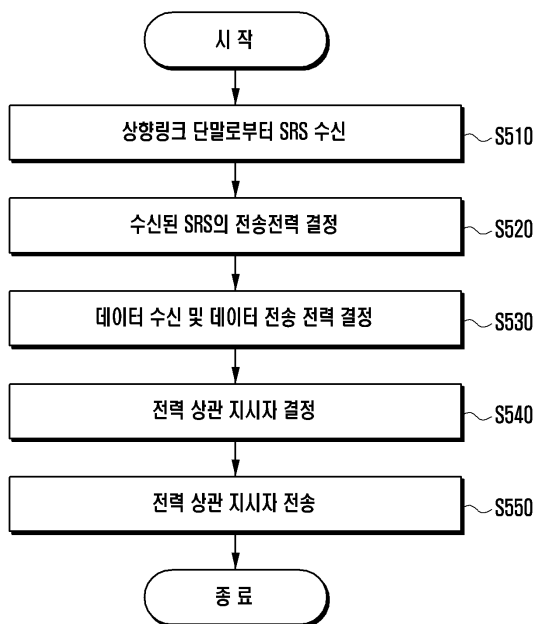 시작
상향링크 단말로부터 SRS 수신
S510
수신된 SRS의 전송전력 결정
S520
데이터 수신 및 데이터 전송 전력 결정
S530
전력 상관 지시자 결정
S540
전력 상관 지시자 전송
S550
종료